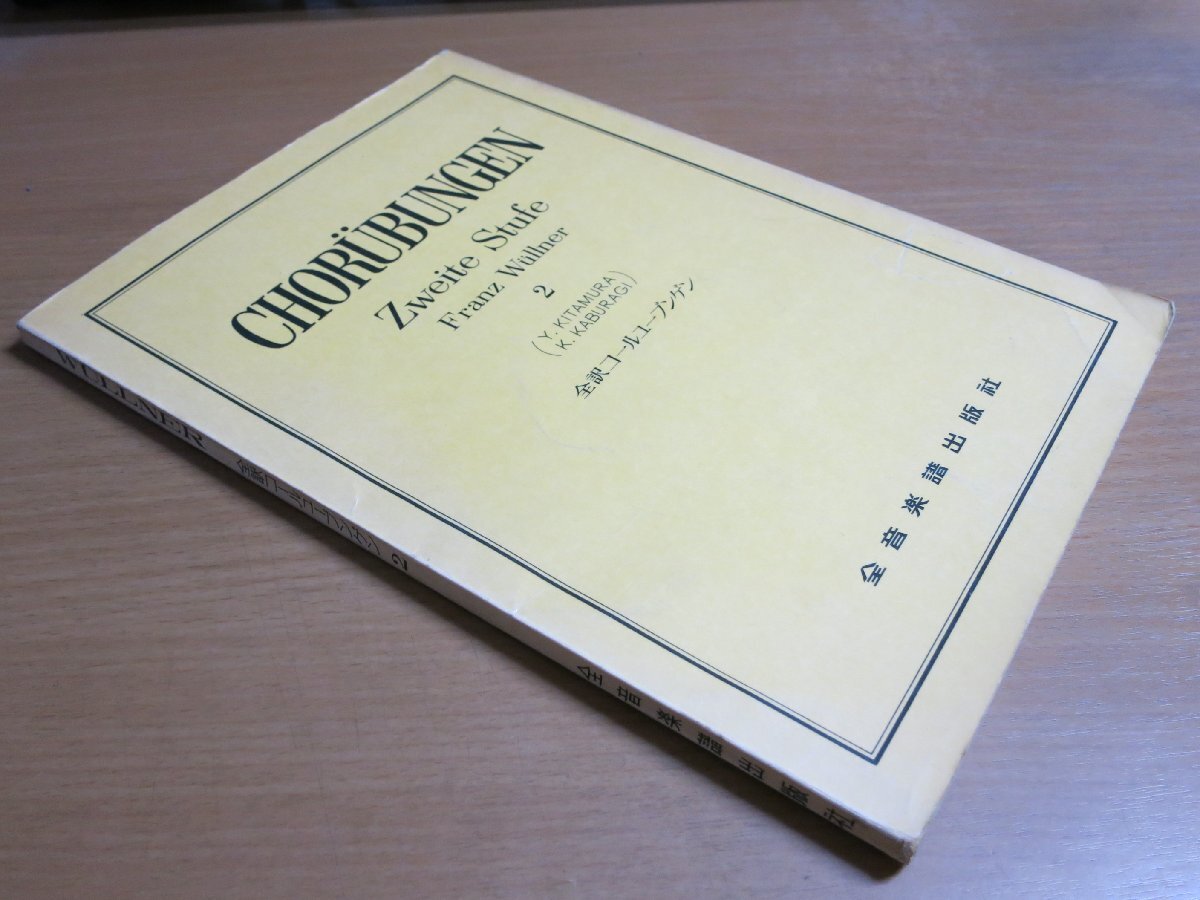 CHORÜBUNGEN
Zweite Stufe
Franz Wüllner
2
(Y. KITAMURA
K. KABURAGI)
全訳コールユーブンゲン
全音楽譜出版社
WÜLLNER 全訳コールユーブンゲン 2 全音楽譜出版社